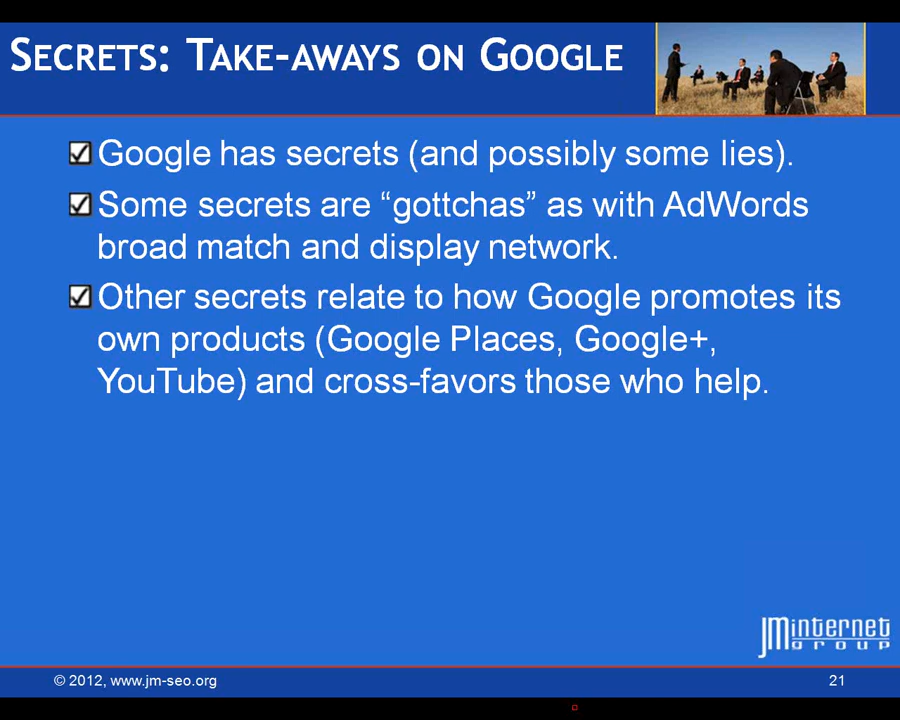 SECRETS: TAKE-AWAYS ON GOOGLE
Google has secrets (and possibly some lies).
Some secrets are “gottchas” as with AdWords
broad match and display network.
Other secrets relate to how Google promotes its
own products (Google Places, Google+,
YouTube) and cross-favors those who help.
JMinternet
GROUP
© 2012, www.jm-seo.org
21